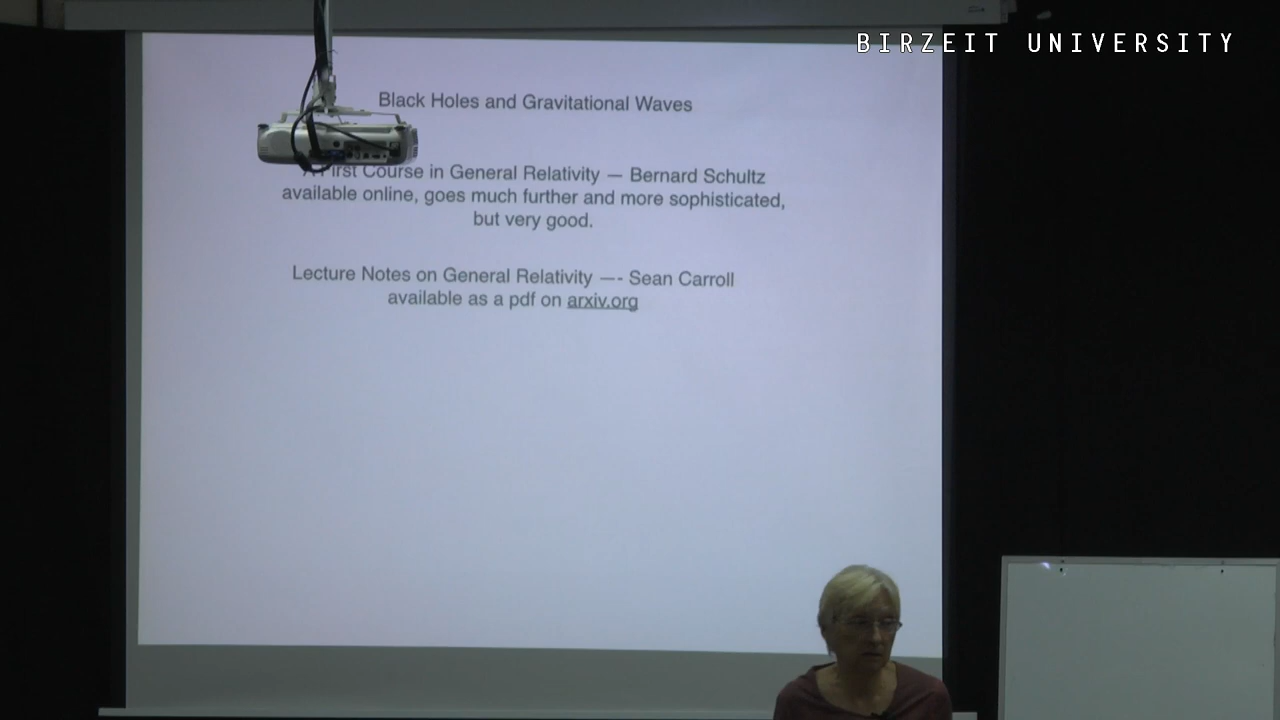 BIRZEIT UNIVERSITY
Black Holes and Gravitational Waves
First Course in General Relativity — Bernard Schultz
available online, goes much further and more sophisticated,
but very good.
Lecture Notes on General Relativity —- Sean Carroll
available as a pdf on arxiv.org